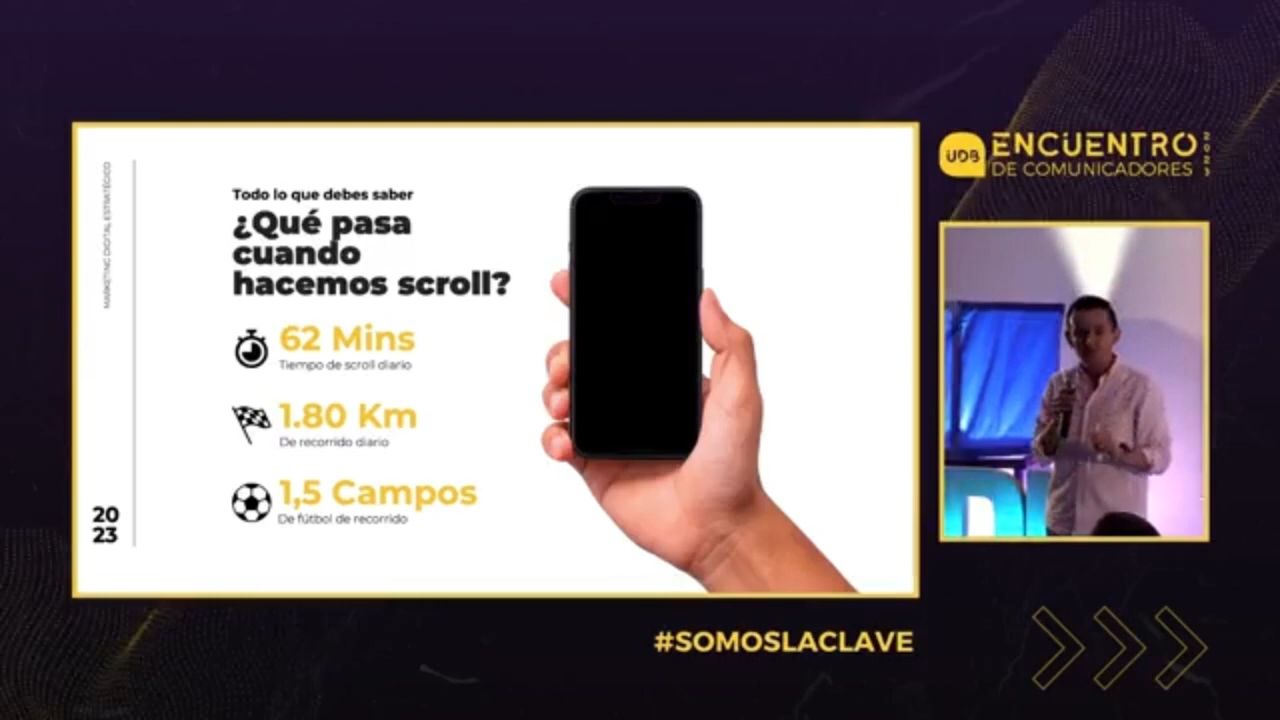 MARKETING DIGITAL ESTRATÉGICO
Todo lo que debes saber
¿Qué pasa
cuando
hacemos scroll?
62 Mins
Tiempo de scroll diario
1.80 Km
De recorrido diario
1,5 Campos
De fútbol de recorrido
20
23
UDB
ENCUENTRO
DE COMUNICADORES
#SOMOSLACLAVE